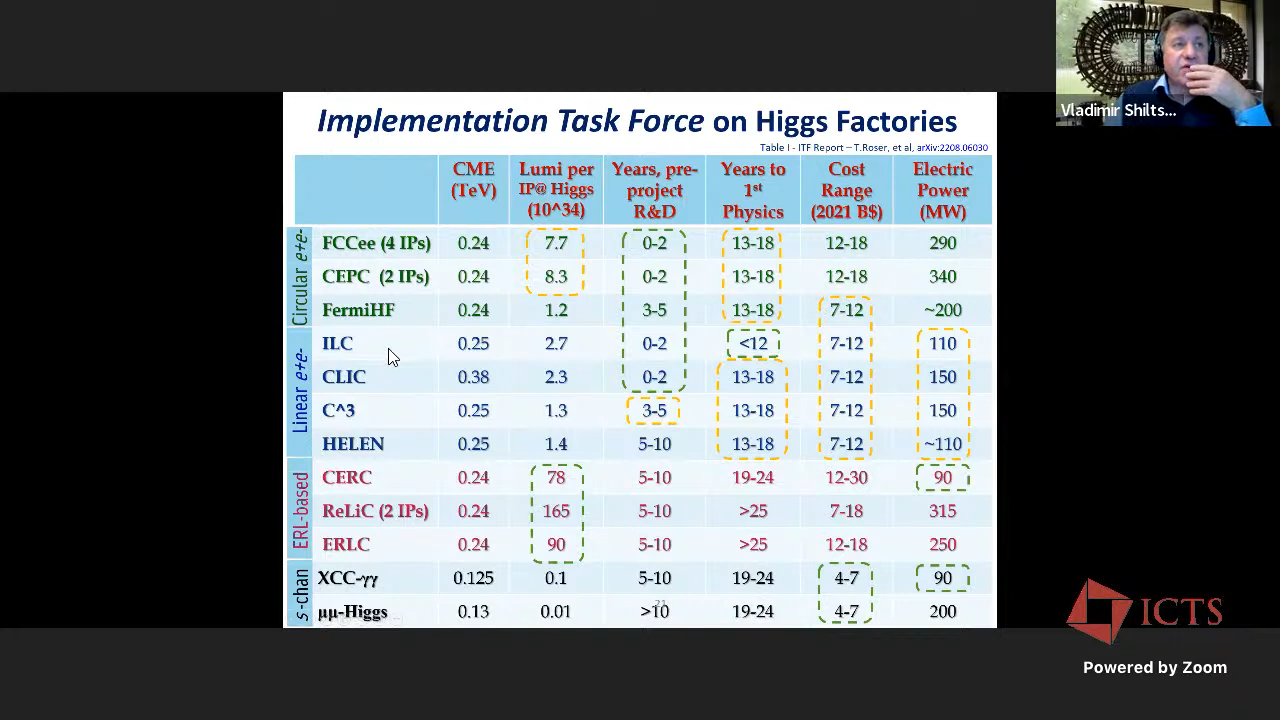 Vladimir Shilts...
Implementation Task Force on Higgs Factories
Table I - ITF Report – T.Roser, et al, arXiv:2208.06030
CME (TeV) Lumi per IP@ Higgs (10^34) Years, pre-project R&D Years to 1st Physics Cost Range (2021 B$) Electric Power (MW)
Circular e+e-
FCCee (4 IPs) 0.24 7.7 0-2 13-18 12-18 290
CEPC (2 IPs) 0.24 8.3 0-2 13-18 12-18 340
FermiHF 0.24 1.2 3-5 13-18 7-12 ~200
Linear e+e-
ILC 0.25 2.7 0-2 <12 7-12 110
CLIC 0.38 2.3 0-2 13-18 7-12 150
C^3 0.25 1.3 3-5 13-18 7-12 150
HELEN 0.25 1.4 5-10 13-18 7-12 ~110
ERL-based
CERC 0.24 78 5-10 19-24 12-30 90
ReLiC (2 IPs) 0.24 165 5-10 >25 7-18 315
ERLC 0.24 90 5-10 >25 12-18 250
s-chan
XCC-γγ 0.125 0.1 5-10 19-24 4-7 90
μμ-Higgs 0.13 0.01 >10 19-24 4-7 200
ICTS
Powered by Zoom